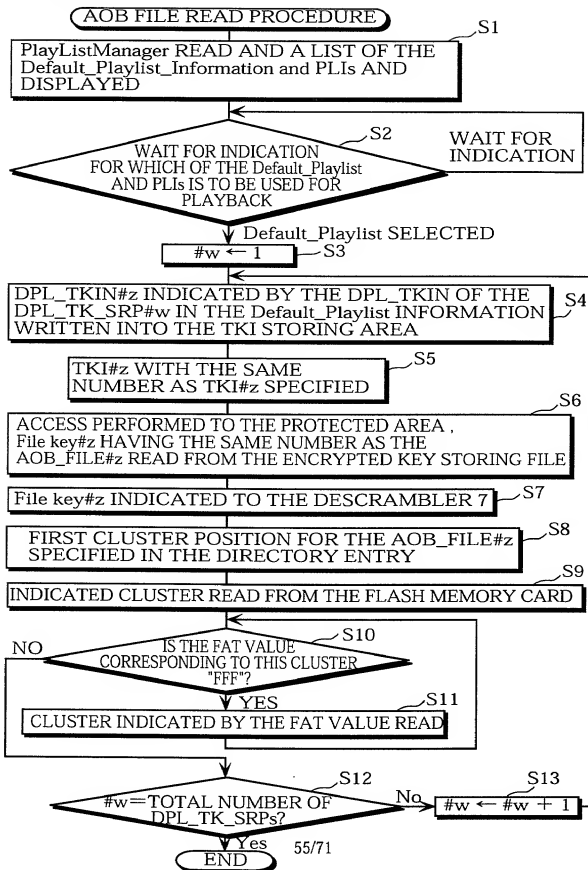 AOB FILE READ PROCEDURE
S1
PlayListManager READ AND A LIST OF THE
Default_Playlist_Information and PLIs AND
DISPLAYED
S2
WAIT FOR INDICATION
FOR WHICH OF THE Default_Playlist
AND PLIs IS TO BE USED FOR
PLAYBACK
WAIT FOR
INDICATION
Default_Playlist SELECTED
#w ← 1
S3
S4
DPL_TKIN#z INDICATED BY THE DPL_TKIN OF THE
DPL_TK_SRP#w IN THE Default_Playlist INFORMATION
WRITTEN INTO THE TKI STORING AREA
S5
TKI#z WITH THE SAME
NUMBER AS TKI#z SPECIFIED
S6
ACCESS PERFORMED TO THE PROTECTED AREA ,
File key#z HAVING THE SAME NUMBER AS THE
AOB_FILE#z READ FROM THE ENCRYPTED KEY STORING FILE
S7
File key#z INDICATED TO THE DESCRAMBLER 7
S8
FIRST CLUSTER POSITION FOR THE AOB_FILE#z
SPECIFIED IN THE DIRECTORY ENTRY
S9
INDICATED CLUSTER READ FROM THE FLASH MEMORY CARD
S10
NO
IS THE FAT VALUE
CORRESPONDING TO THIS CLUSTER
"FFF"?
YES
S11
CLUSTER INDICATED BY THE FAT VALUE READ
S12
#w=TOTAL NUMBER OF
DPL_TK_SRPs?
No
S13
#w ← #w + 1
Yes
END
55/71